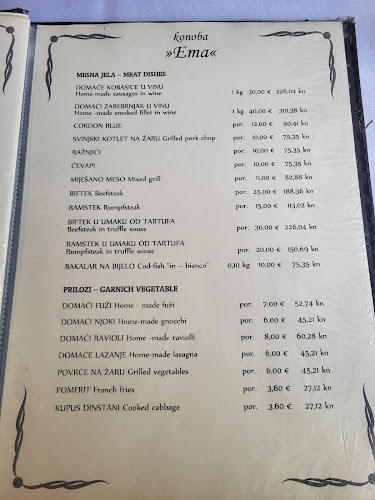 konoba
»Ema«
MESNA JELA – MEAT DISHES
DOMAĆE KOBASICE U VINU
Home-made sausages in wine 1 kg 30,00 € 226,04 kn
DOMAĆI ZAREBRNJAK U VINU
Home -made smoked fillet in wine 1 kg 40,00 € 301,38 kn
CORDON BLUE por. 12,00 € 90,41 kn
SVINJSKI KOTLET NA ŽARU Grilled pork chop por. 10,00 € 75,35 kn
RAŽNJIĆI por. 10,00 € 75,35 kn
ĆEVAPI por. 10,00 € 75,35 kn
MIJEŠANO MESO Mixed grill por. 11,00 € 82,88 kn
BIFTEK Beefsteak por. 25,00 € 188,36 kn
RAMSTEK Rumpfsteak por. 15,00 € 113,02 kn
BIFTEK U UMAKU OD TARTUFA
Beefsteak in truffle souse por. 30,00 € 226,04 kn
RAMSTEK U UMAKU OD TARTUFA
Rumpfsteak in truffle souse por. 20,00 € 150,69 kn
BAKALAR NA BIJELO Cod-fish "in – bianco" 0,10 kg 10,00 € 75,35 kn
PRILOZI – GARNICH VEGETABLE
DOMAĆI FUŽI Home - made fuži por. 7,00 € 52,74 kn
DOMAĆI NJOKI Home-made gnocchi por. 6,00 € 45,21 kn
DOMAĆI RAVIOLI Home -made raviolli por. 8,00 € 60,28 kn
DOMAĆE LAZANJE Home-made lasagna por. 6,00 € 45,21 kn
POVRĆE NA ŽARU Grilled vegetables por. 6,00 € 45,21 kn
POMFRIT Franch fries por. 3,60 € 27,12 kn
KUPUS DINSTANI Cooked cabbage por. 3,60 € 27,12 kn